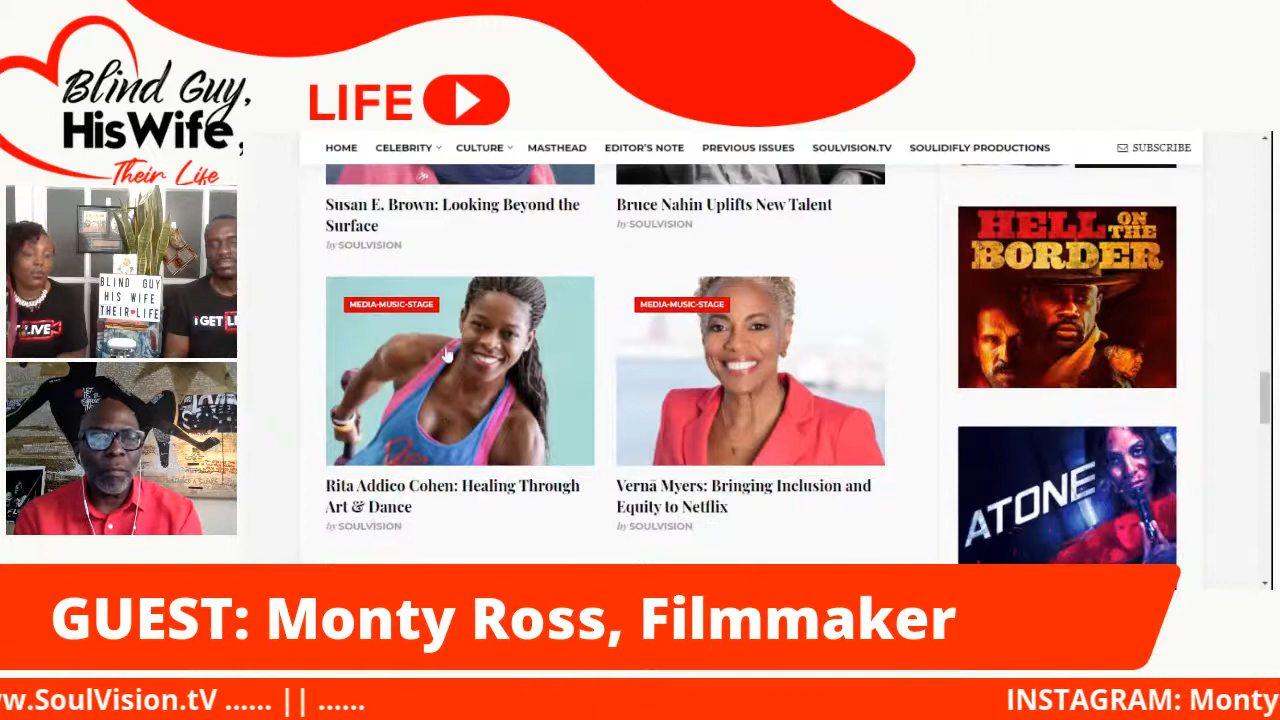 Blind Guy,
His Wife,
Their Life
LIFE
HOME CELEBRITY CULTURE MASTHEAD EDITOR'S NOTE PREVIOUS ISSUES SOULVISION.TV SOULIDIFLY PRODUCTIONS SUBSCRIBE
Susan E. Brown: Looking Beyond the
Surface
by SOULVISION
Bruce Nahin Uplifts New Talent
by SOULVISION
HELL ON THE
BORDER
BLIND GUY
HIS WIFE
THEIR LIFE
LIVE
I GET LI
MEDIA-MUSIC-STAGE
MEDIA-MUSIC-STAGE
Rita Addico Cohen: Healing Through
Art & Dance
by SOULVISION
Vernā Myers: Bringing Inclusion and
Equity to Netflix
by SOULVISION
ATONE
GUEST: Monty Ross, Filmmaker
w.SoulVision.tV ...... || ......
INSTAGRAM: Monty